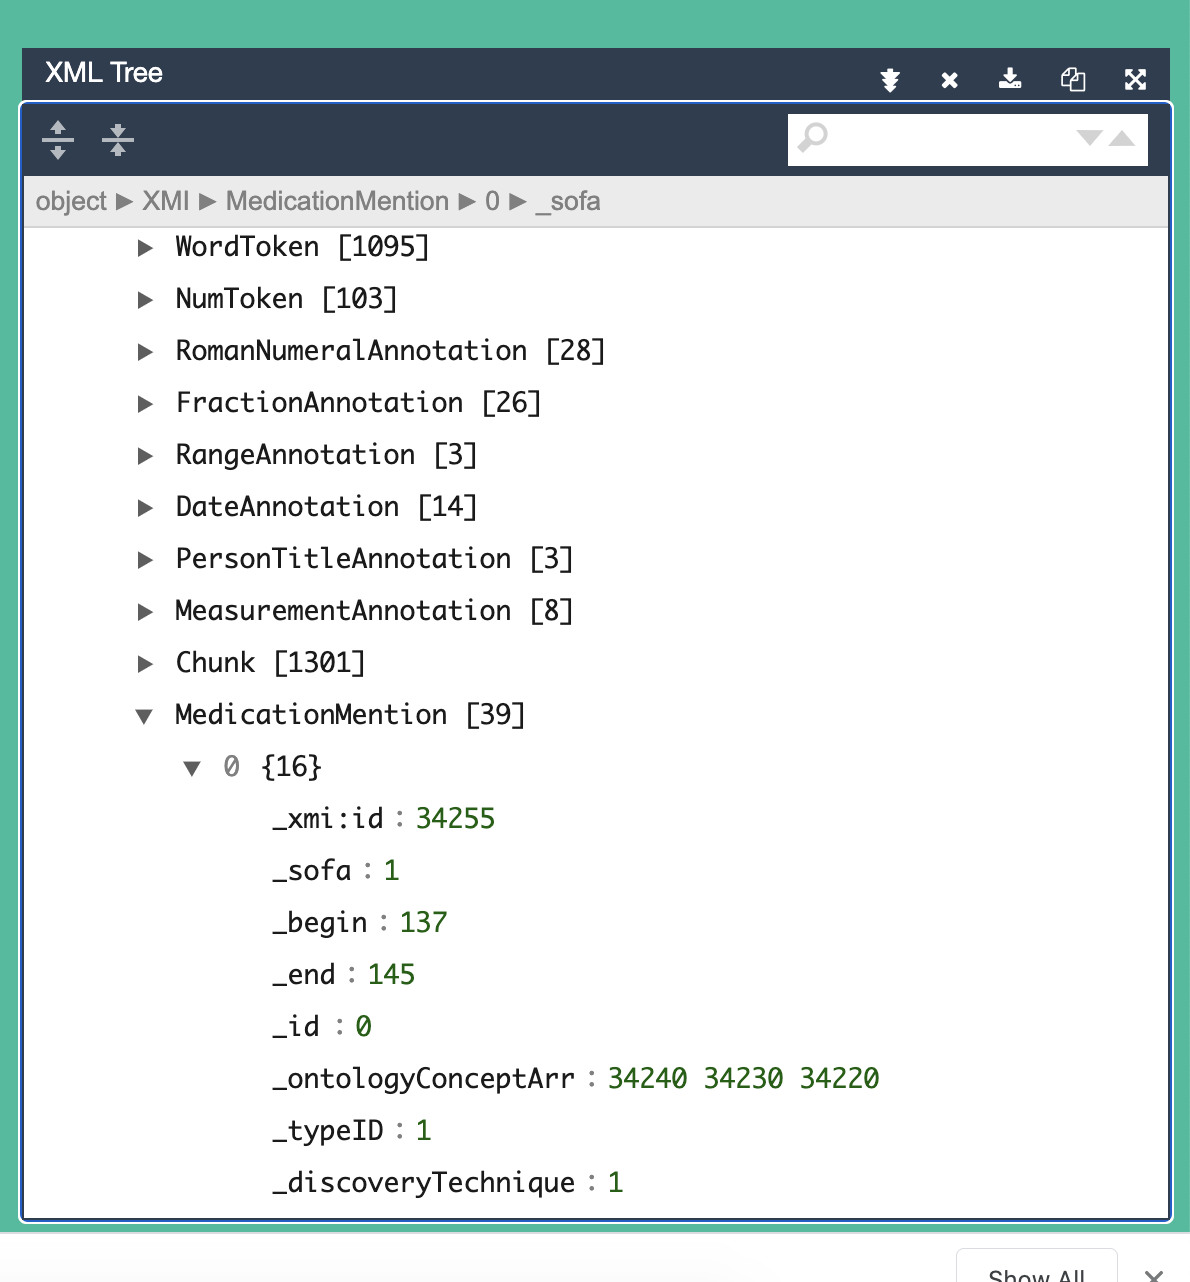 XML Tree
object ► XMI ► MedicationMention ► 0 ► _sofa
WordToken [1095]
NumToken [103]
RomanNumeralAnnotation [28]
FractionAnnotation [26]
RangeAnnotation [3]
DateAnnotation [14]
PersonTitleAnnotation [3]
MeasurementAnnotation [8]
Chunk [1301]
MedicationMention [39]
0 {16}
_xmi:id : 34255
_sofa : 1
_begin : 137
_end : 145
_id : 0
_ontologyConceptArr : 34240 34230 34220
_typeID : 1
_discoveryTechnique : 1
Show All